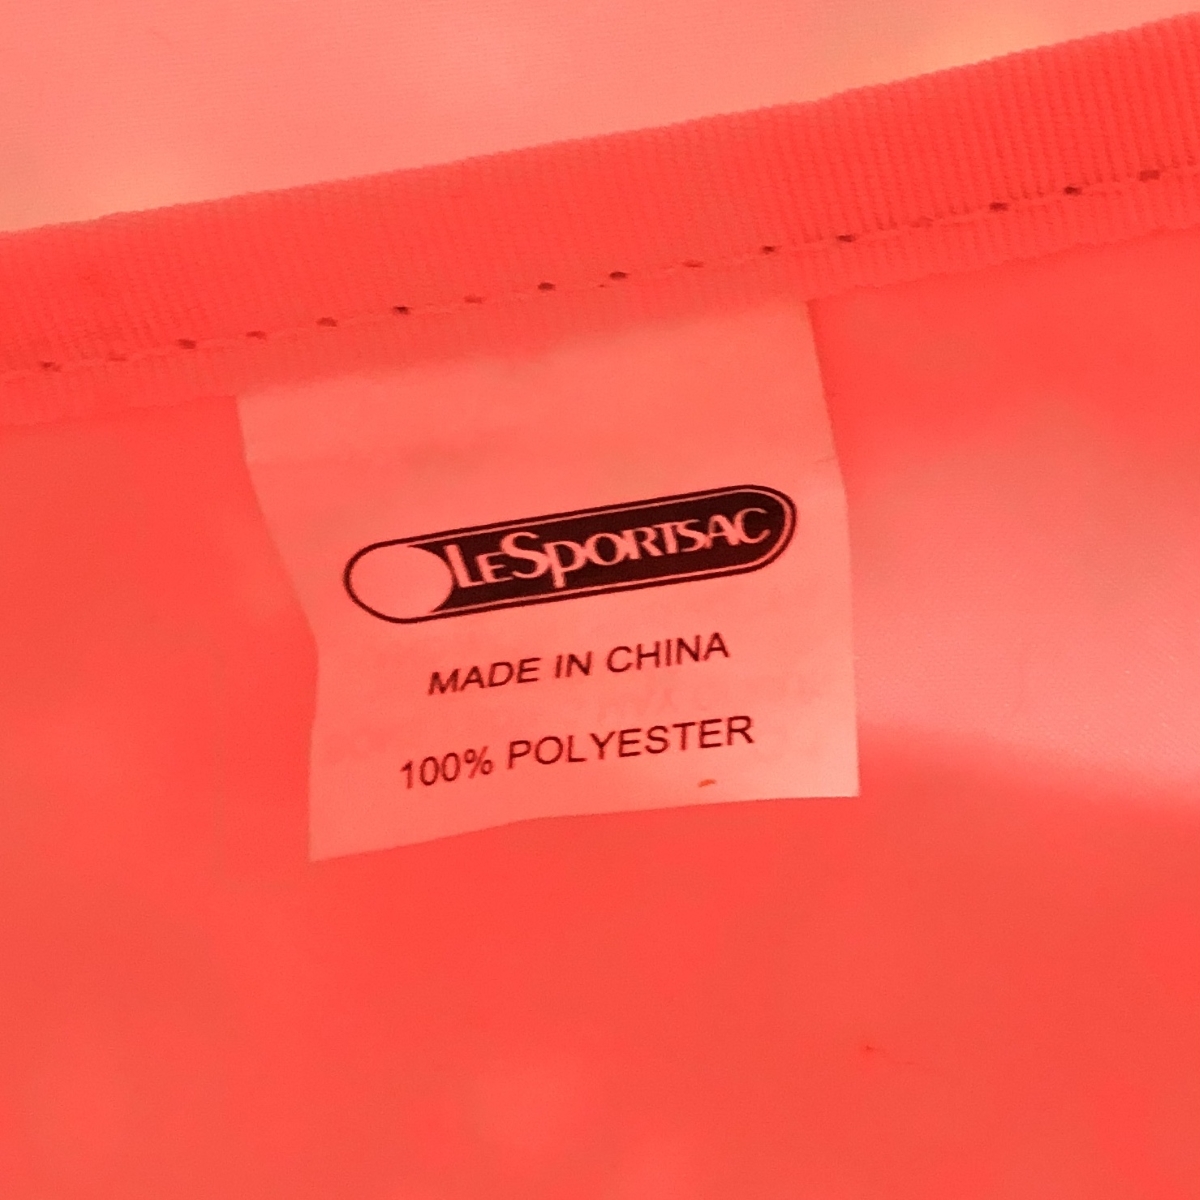 LESPORTSAC
MADE IN CHINA
100% POLYESTER